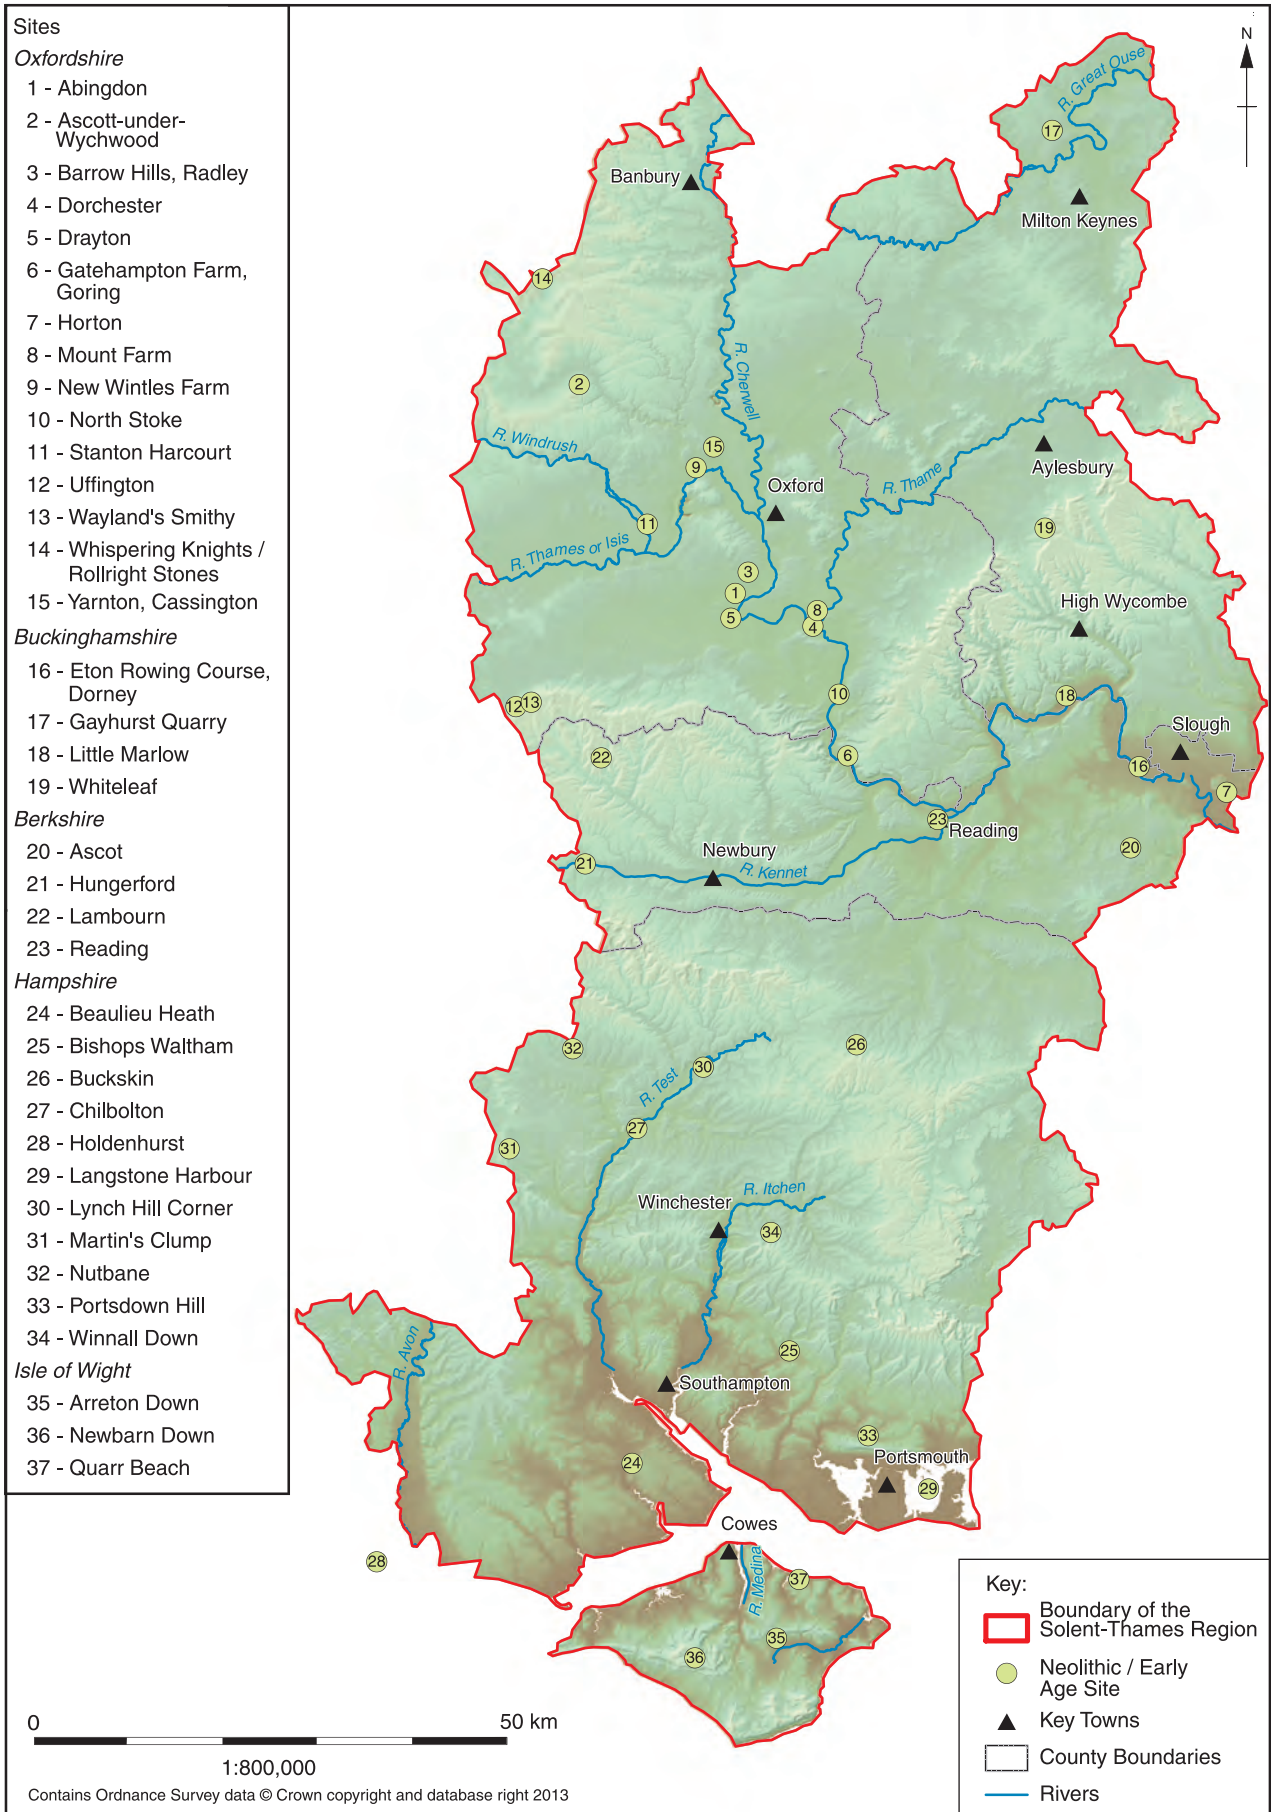 Sites
Oxfordshire
1 - Abingdon
2 - Ascott-under-
Wychwood
3 - Barrow Hills, Radley
4 - Dorchester
5 - Drayton
6 - Gatehampton Farm,
Goring
7 - Horton
8 - Mount Farm
9 - New Wintles Farm
10 - North Stoke
11 - Stanton Harcourt
12 - Uffington
13 - Wayland's Smithy
14 - Whispering Knights /
Rollright Stones
15 - Yarnton, Cassington
Buckinghamshire
16 - Eton Rowing Course,
Dorney
17 - Gayhurst Quarry
18 - Little Marlow
19 - Whiteleaf
Berkshire
20 - Ascot
21 - Hungerford
22 - Lambourn
23 - Reading
Hampshire
24 - Beaulieu Heath
25 - Bishops Waltham
26 - Buckskin
27 - Chilbolton
28 - Holdenhurst
29 - Langstone Harbour
30 - Lynch Hill Corner
31 - Martin's Clump
32 - Nutbane
33 - Portsdown Hill
34 - Winnall Down
Isle of Wight
35 - Arreton Down
36 - Newbarn Down
37 - Quarr Beach
N
R. Great Ouse
17
Banbury
Milton Keynes
14
R. Cherwell
2
R. Windrush
15
9
Oxford
R. Thame
Aylesbury
11
19
R. Thames or Isis
3
1
5
8
4
High Wycombe
12
13
10
18
Slough
22
6
16
7
23
Reading
20
Newbury
21
R. Kennet
32
26
30
R. Test
27
31
R. Itchen
Winchester
34
R. Avon
25
Southampton
33
24
Portsmouth
29
Cowes
28
R. Medina
37
35
36
Key:
Boundary of the
Solent-Thames Region
Neolithic / Early
Age Site
Key Towns
County Boundaries
Rivers
0
50 km
1:800,000
Contains Ordnance Survey data © Crown copyright and database right 2013